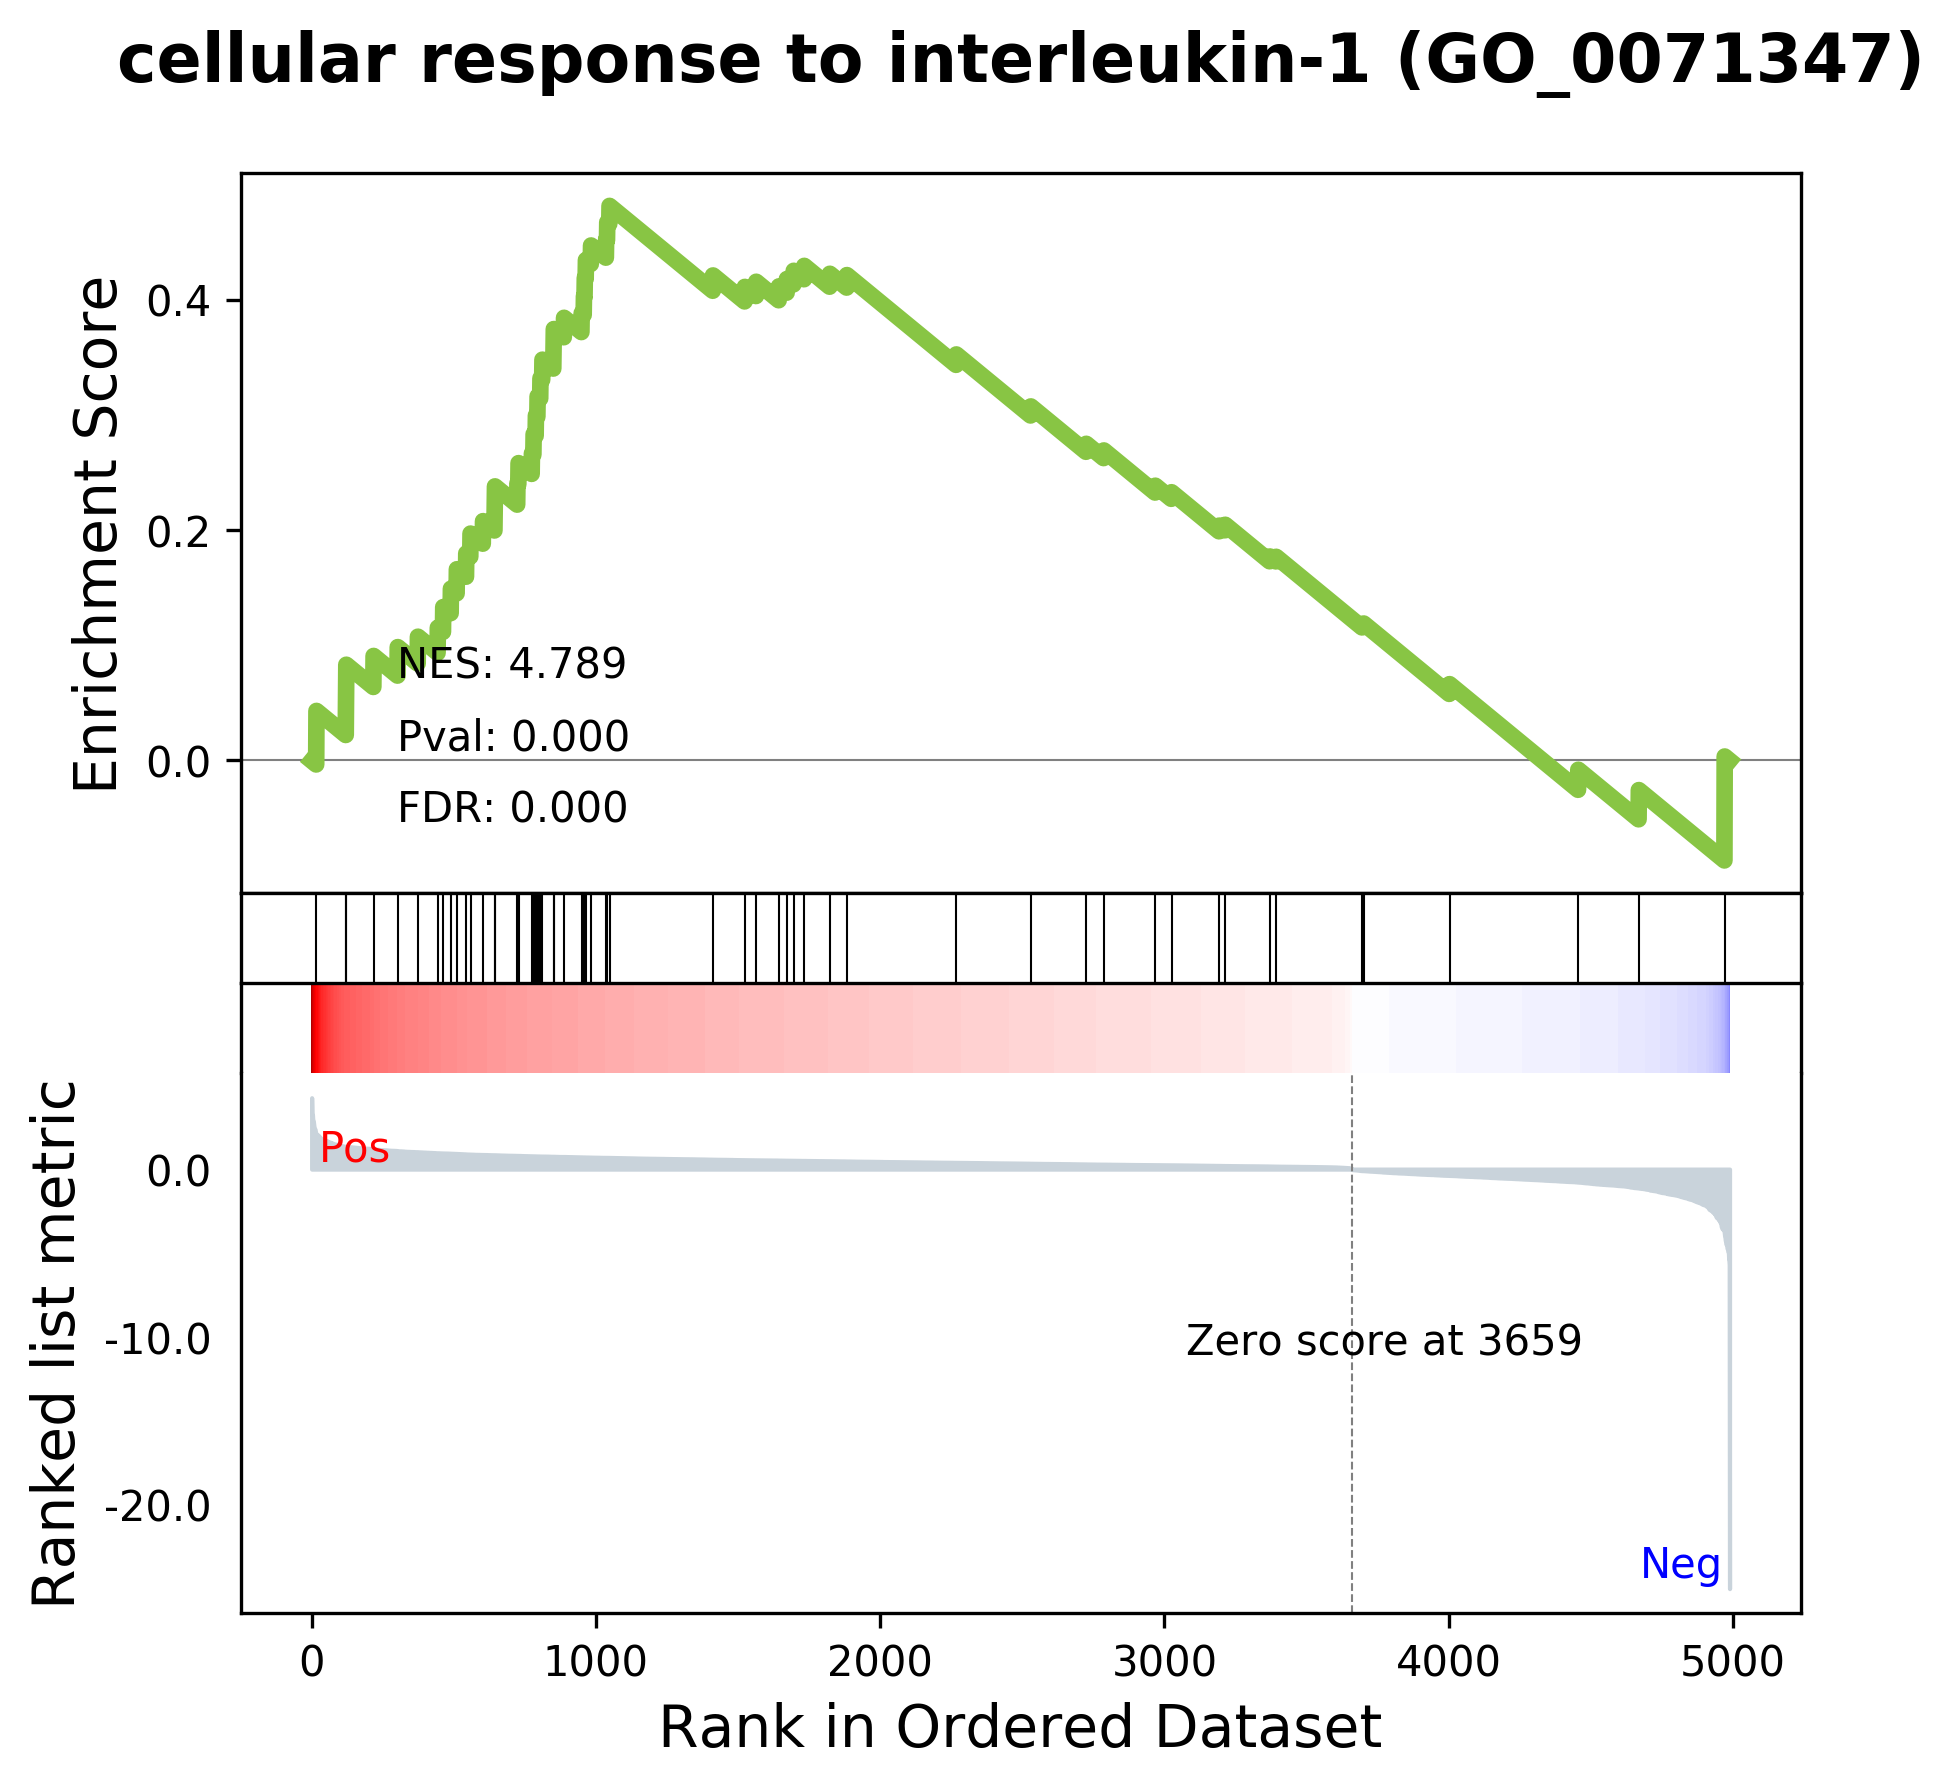 cellular response to interleukin-1 (GO_0071347)
Enrichment Score
0.4
0.2
0.0
NES: 4.789
Pval: 0.000
FDR: 0.000
Ranked list metric
0.0
-10.0
-20.0
Pos
Zero score at 3659
Neg
0 1000 2000 3000 4000 5000
Rank in Ordered Dataset